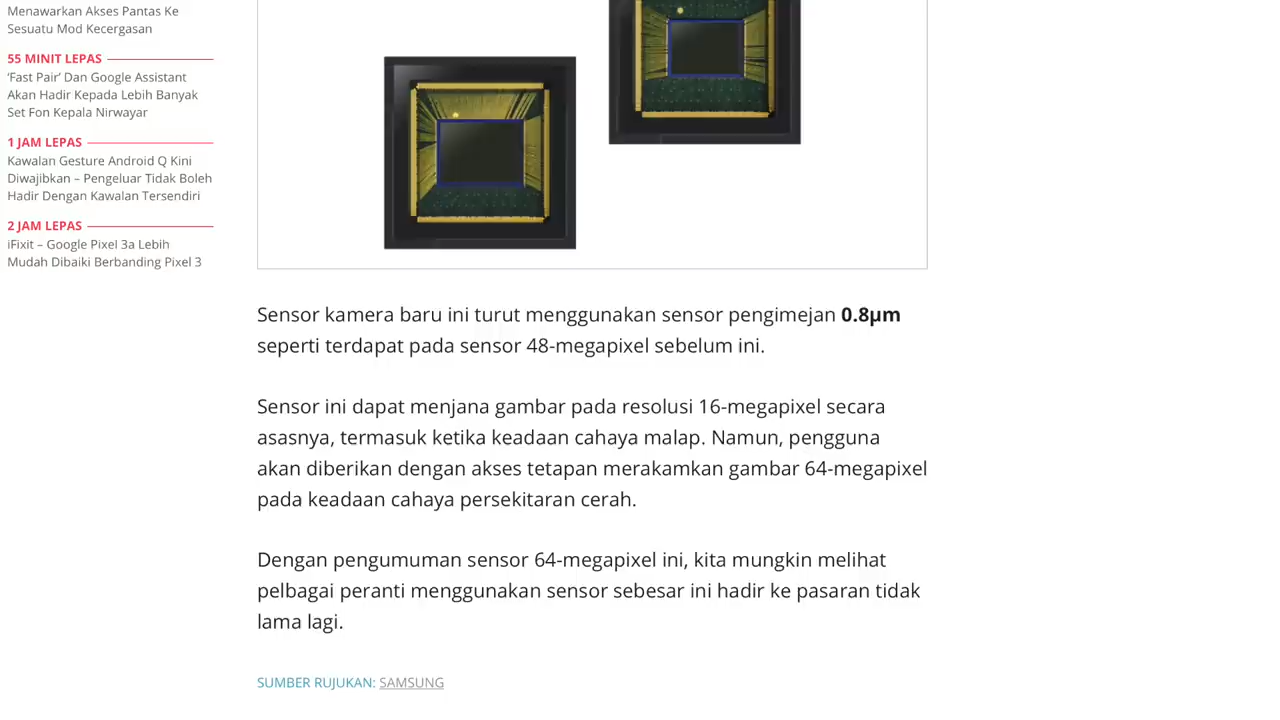 Menawarkan Akses Pantas Ke
Sesuatu Mod Kecergasan
55 MINIT LEPAS
‘Fast Pair’ Dan Google Assistant
Akan Hadir Kepada Lebih Banyak
Set Fon Kepala Nirwayar
1 JAM LEPAS
Kawalan Gesture Android Q Kini
Diwajibkan – Pengeluar Tidak Boleh
Hadir Dengan Kawalan Tersendiri
2 JAM LEPAS
iFixit – Google Pixel 3a Lebih
Mudah Dibaiki Berbanding Pixel 3
Sensor kamera baru ini turut menggunakan sensor pengimejan 0.8µm
seperti terdapat pada sensor 48-megapixel sebelum ini.
Sensor ini dapat menjana gambar pada resolusi 16-megapixel secara
asasnya, termasuk ketika keadaan cahaya malap. Namun, pengguna
akan diberikan dengan akses tetapan merakamkan gambar 64-megapixel
pada keadaan cahaya persekitaran cerah.
Dengan pengumuman sensor 64-megapixel ini, kita mungkin melihat
pelbagai peranti menggunakan sensor sebesar ini hadir ke pasaran tidak
lama lagi.
SUMBER RUJUKAN: SAMSUNG